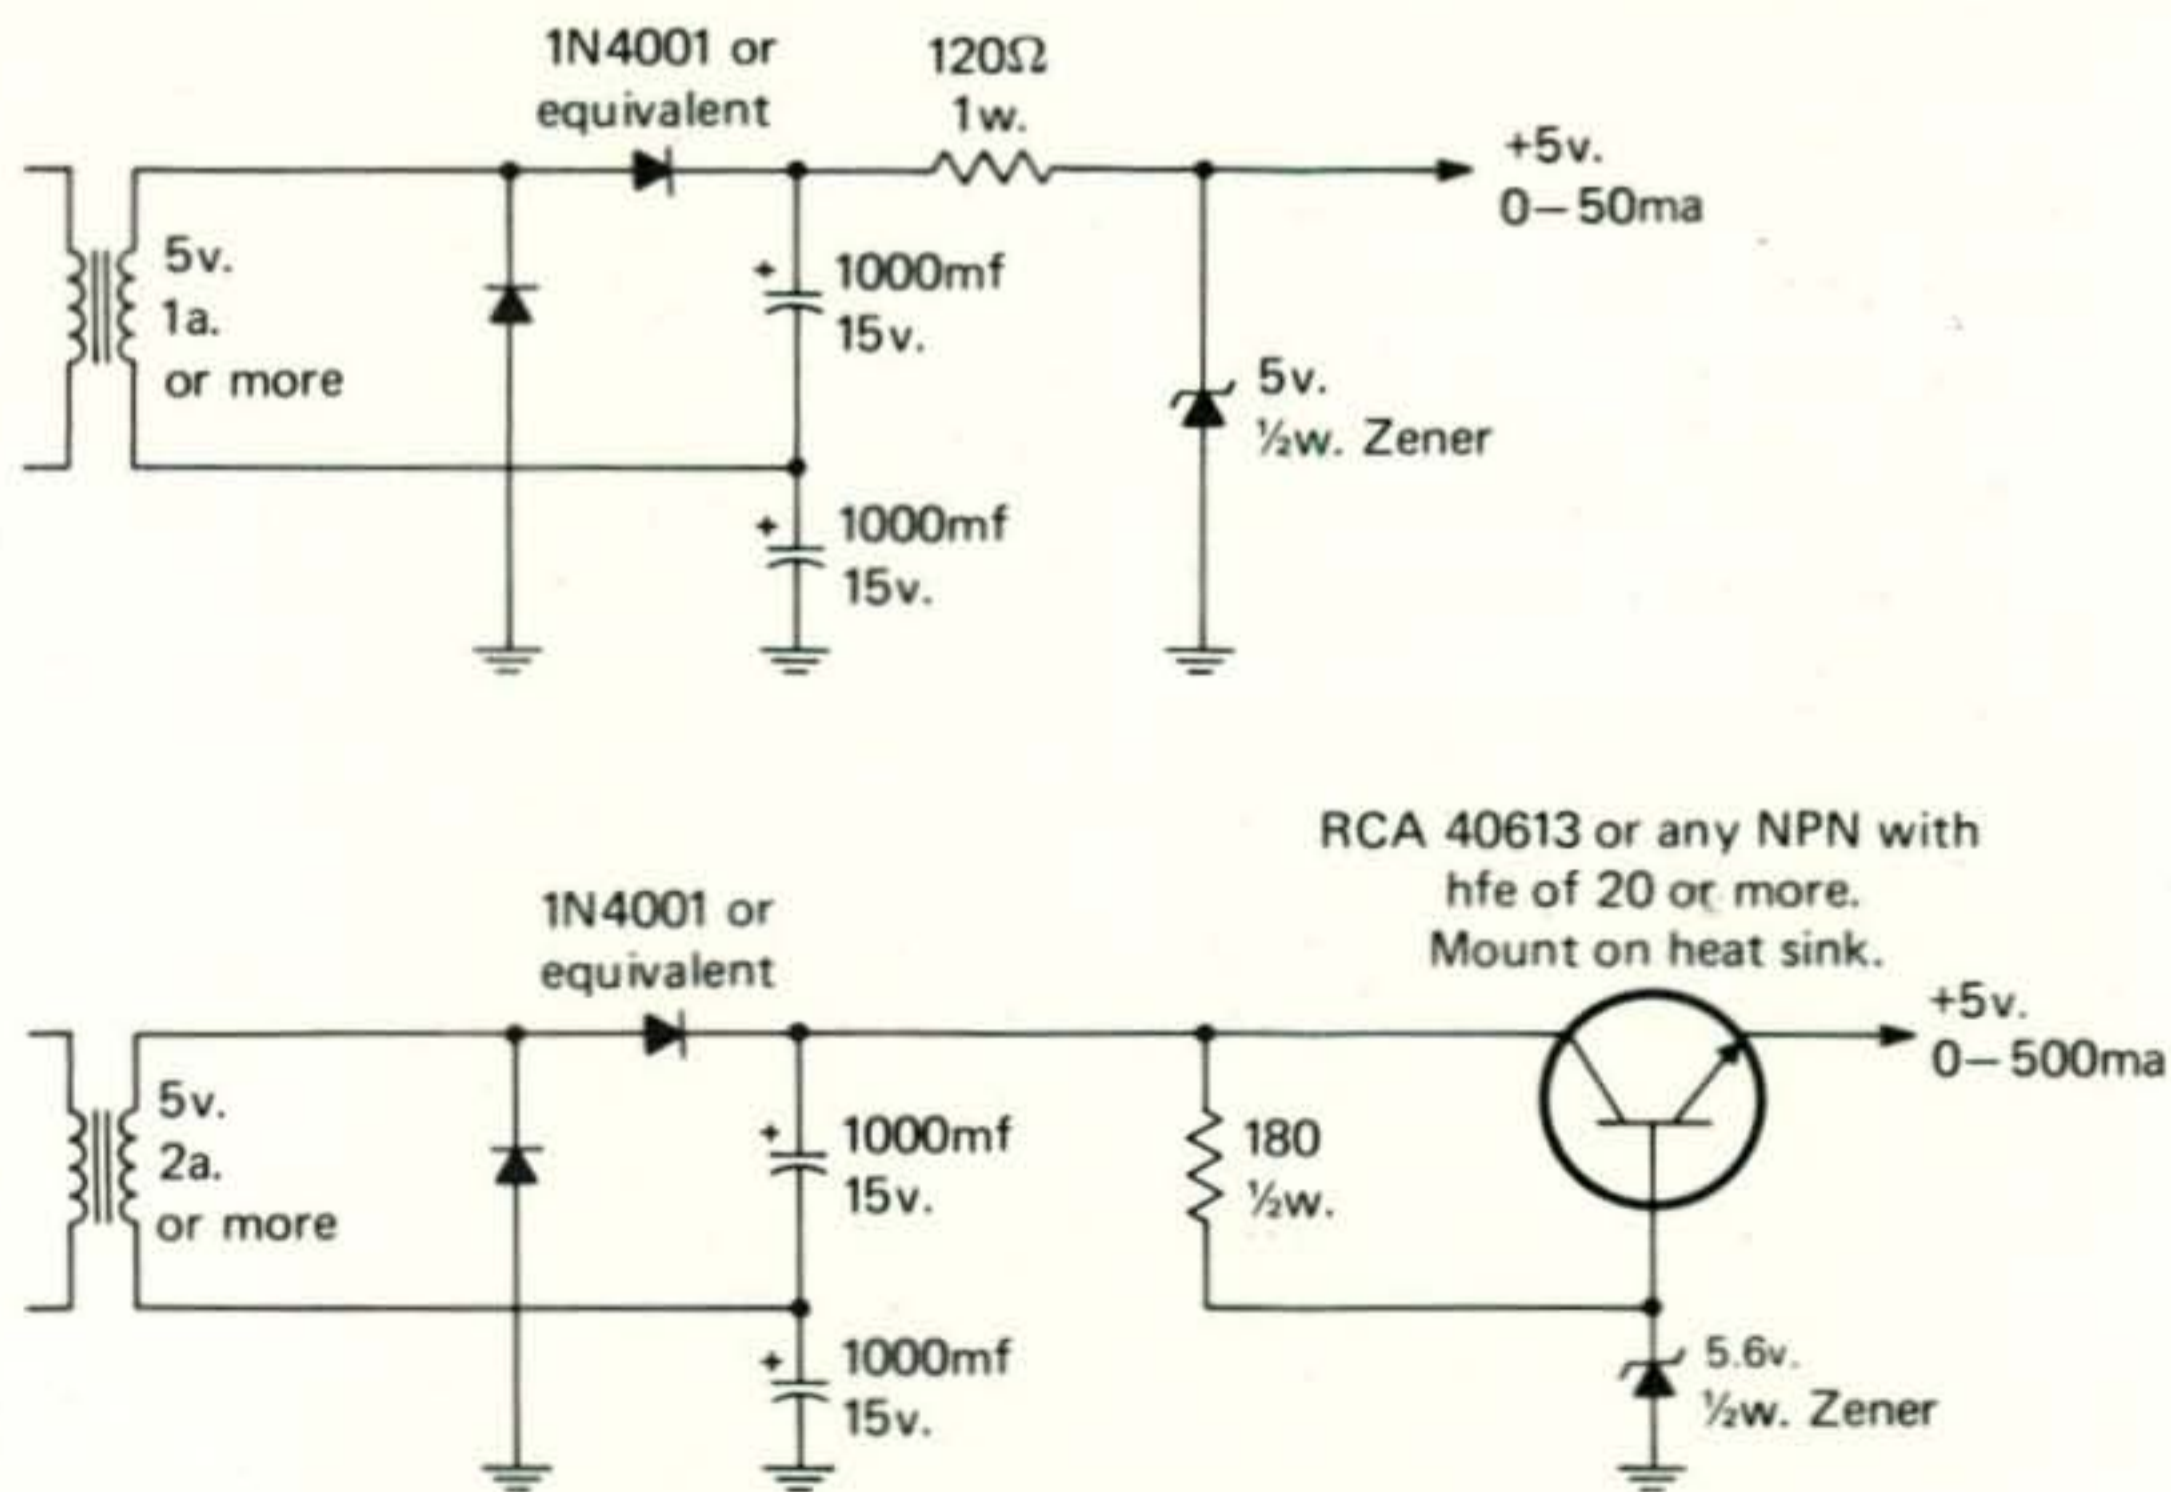 1N4001 or
equivalent
120Ω
1w.
+5v.
0–50ma
5v.
1a.
or more
1000mf
15v.
5v.
½w. Zener
1000mf
15v.
RCA 40613 or any NPN with
hfe of 20 or more.
Mount on heat sink.
1N4001 or
equivalent
+5v.
0–500ma
5v.
2a.
or more
1000mf
15v.
180
½w.
1000mf
15v.
5.6v.
½w. Zener